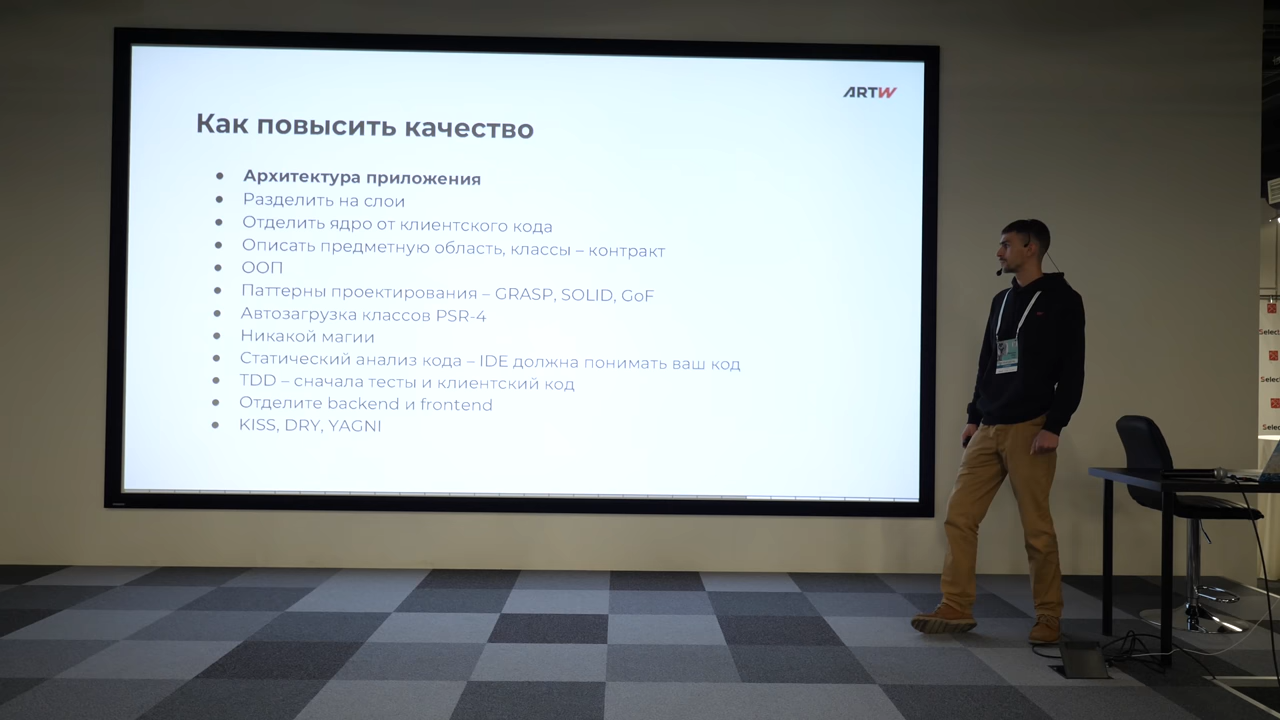 ARTW
Как повысить качество
Архитектура приложения
Разделить на слои
Отделить ядро от клиентского кода
Описать предметную область, классы – контракт
ООП
Паттерны проектирования – GRASP, SOLID, GoF
Автозагрузка классов PSR-4
Никакой магии
Статический анализ кода – IDE должна понимать ваш код
TDD – сначала тесты и клиентский код
Отделите backend и frontend
KISS, DRY, YAGNI